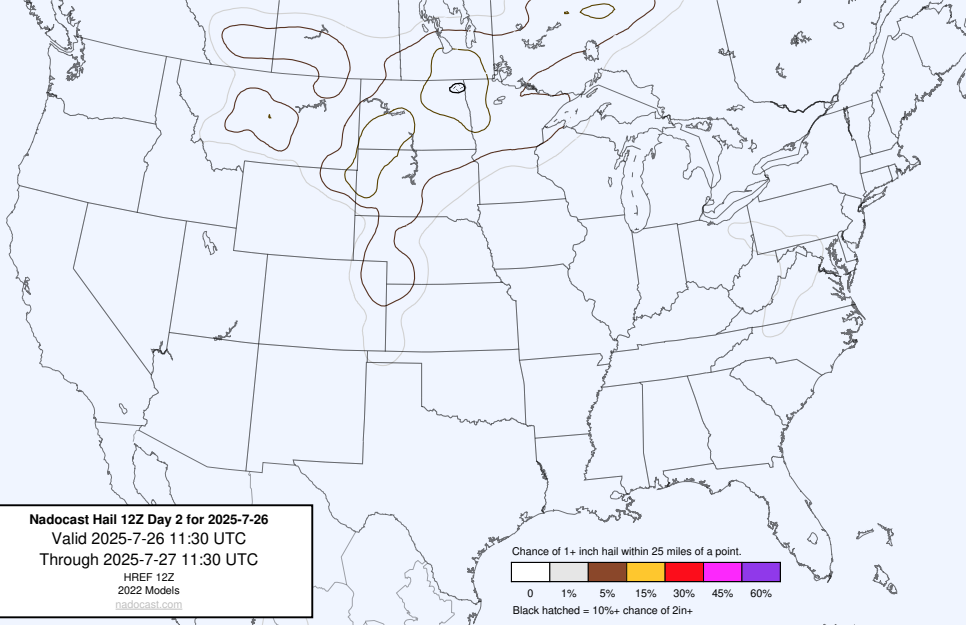 Nadocast Hail 12Z Day 2 for 2025-7-26
Valid 2025-7-26 11:30 UTC
Through 2025-7-27 11:30 UTC
HREF 12Z
2022 Models
nadocast.com
Chance of 1+ inch hail within 25 miles of a point.
0 1% 5% 15% 30% 45% 60%
Black hatched = 10%+ chance of 2in+